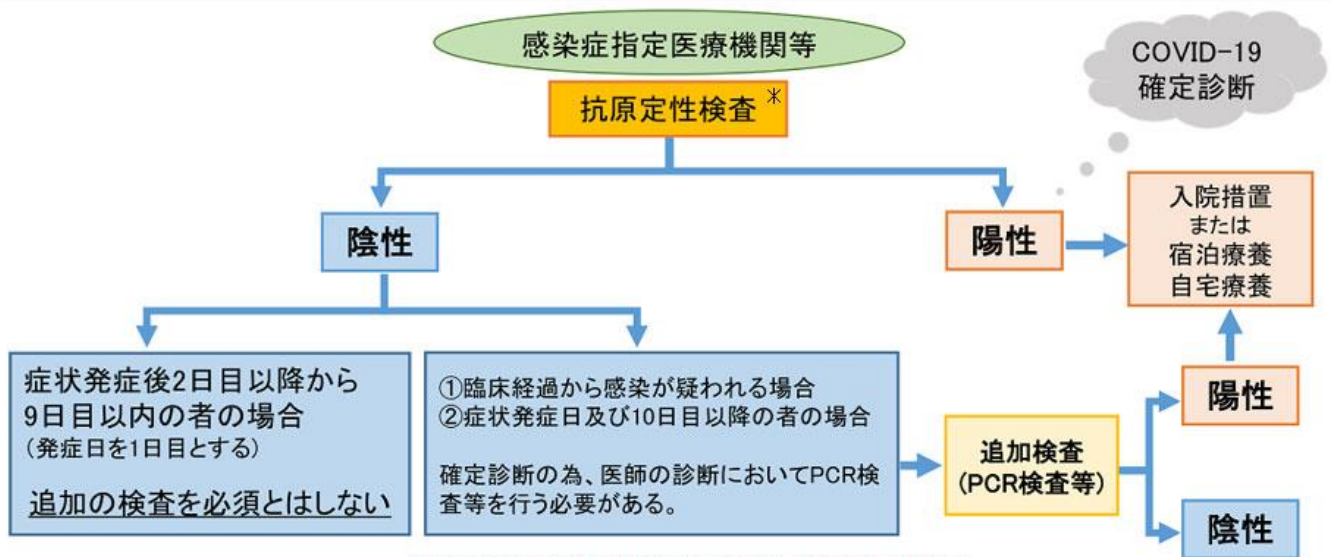 感染症指定医療機関等
COVID-19
確定診断
抗原定性検査*
陰性
陽性
入院措置
または
宿泊療養
自宅療養
症状発症後2日目以降から
9日目以内の者の場合
(発症日を1日目とする)
追加の検査を必須とはしない
①臨床経過から感染が疑われる場合
②症状発症日及び10日目以降の者の場合
確定診断の為、医師の診断においてPCR検
査等を行う必要がある。
追加検査
(PCR検査等)
陽性
陰性